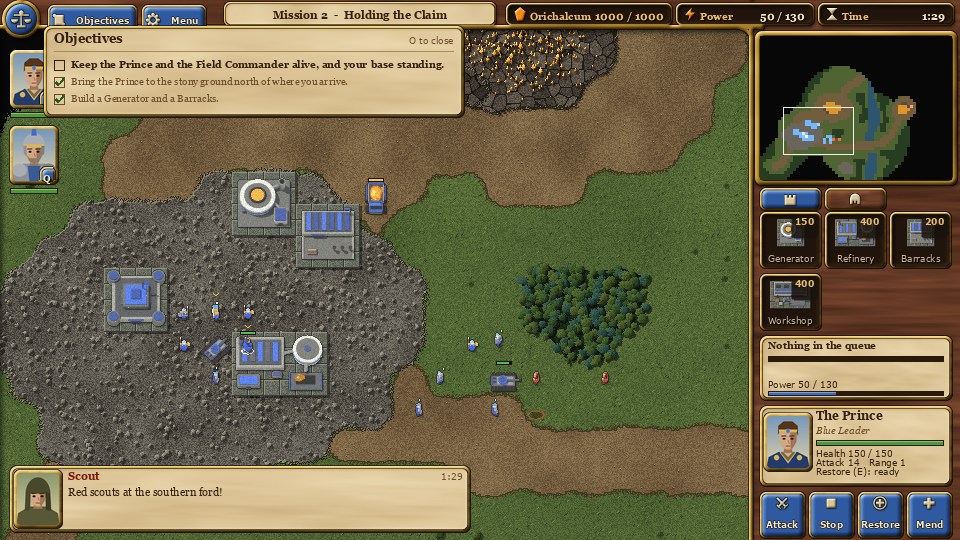 Objectives
Menu
Mission 2 - Holding the Claim
Orichalcum 1000 / 1000
Power 50 / 130
Time 1:29
Objectives
O to close
Keep the Prince and the Field Commander alive, and your base standing.
Bring the Prince to the stony ground north of where you arrive.
Build a Generator and a Barracks.
Q
150
Generator
400
Refinery
200
Barracks
400
Workshop
Nothing in the queue
Power 50 / 130
The Prince
Blue Leader
Health 150 / 150
Attack 14 Range 1
Restore (E): ready
Scout 1:29
Red scouts at the southern ford!
Attack
Stop
Restore
Mend